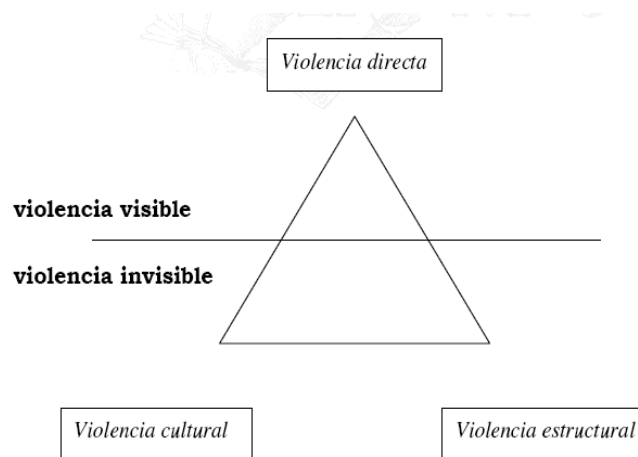 Violencia directa
violencia visible
violencia invisible
Violencia cultural
Violencia estructural